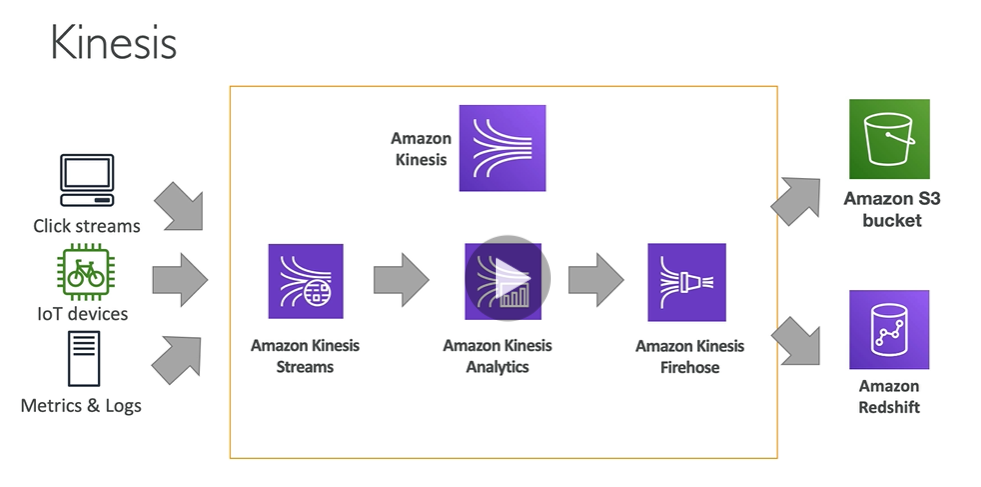 Kinesis
Amazon
Kinesis
Click streams
IoT devices
Metrics & Logs
Amazon Kinesis
Streams
Amazon Kinesis
Analytics
Amazon Kinesis
Firehose
Amazon S3
bucket
Amazon
Redshift